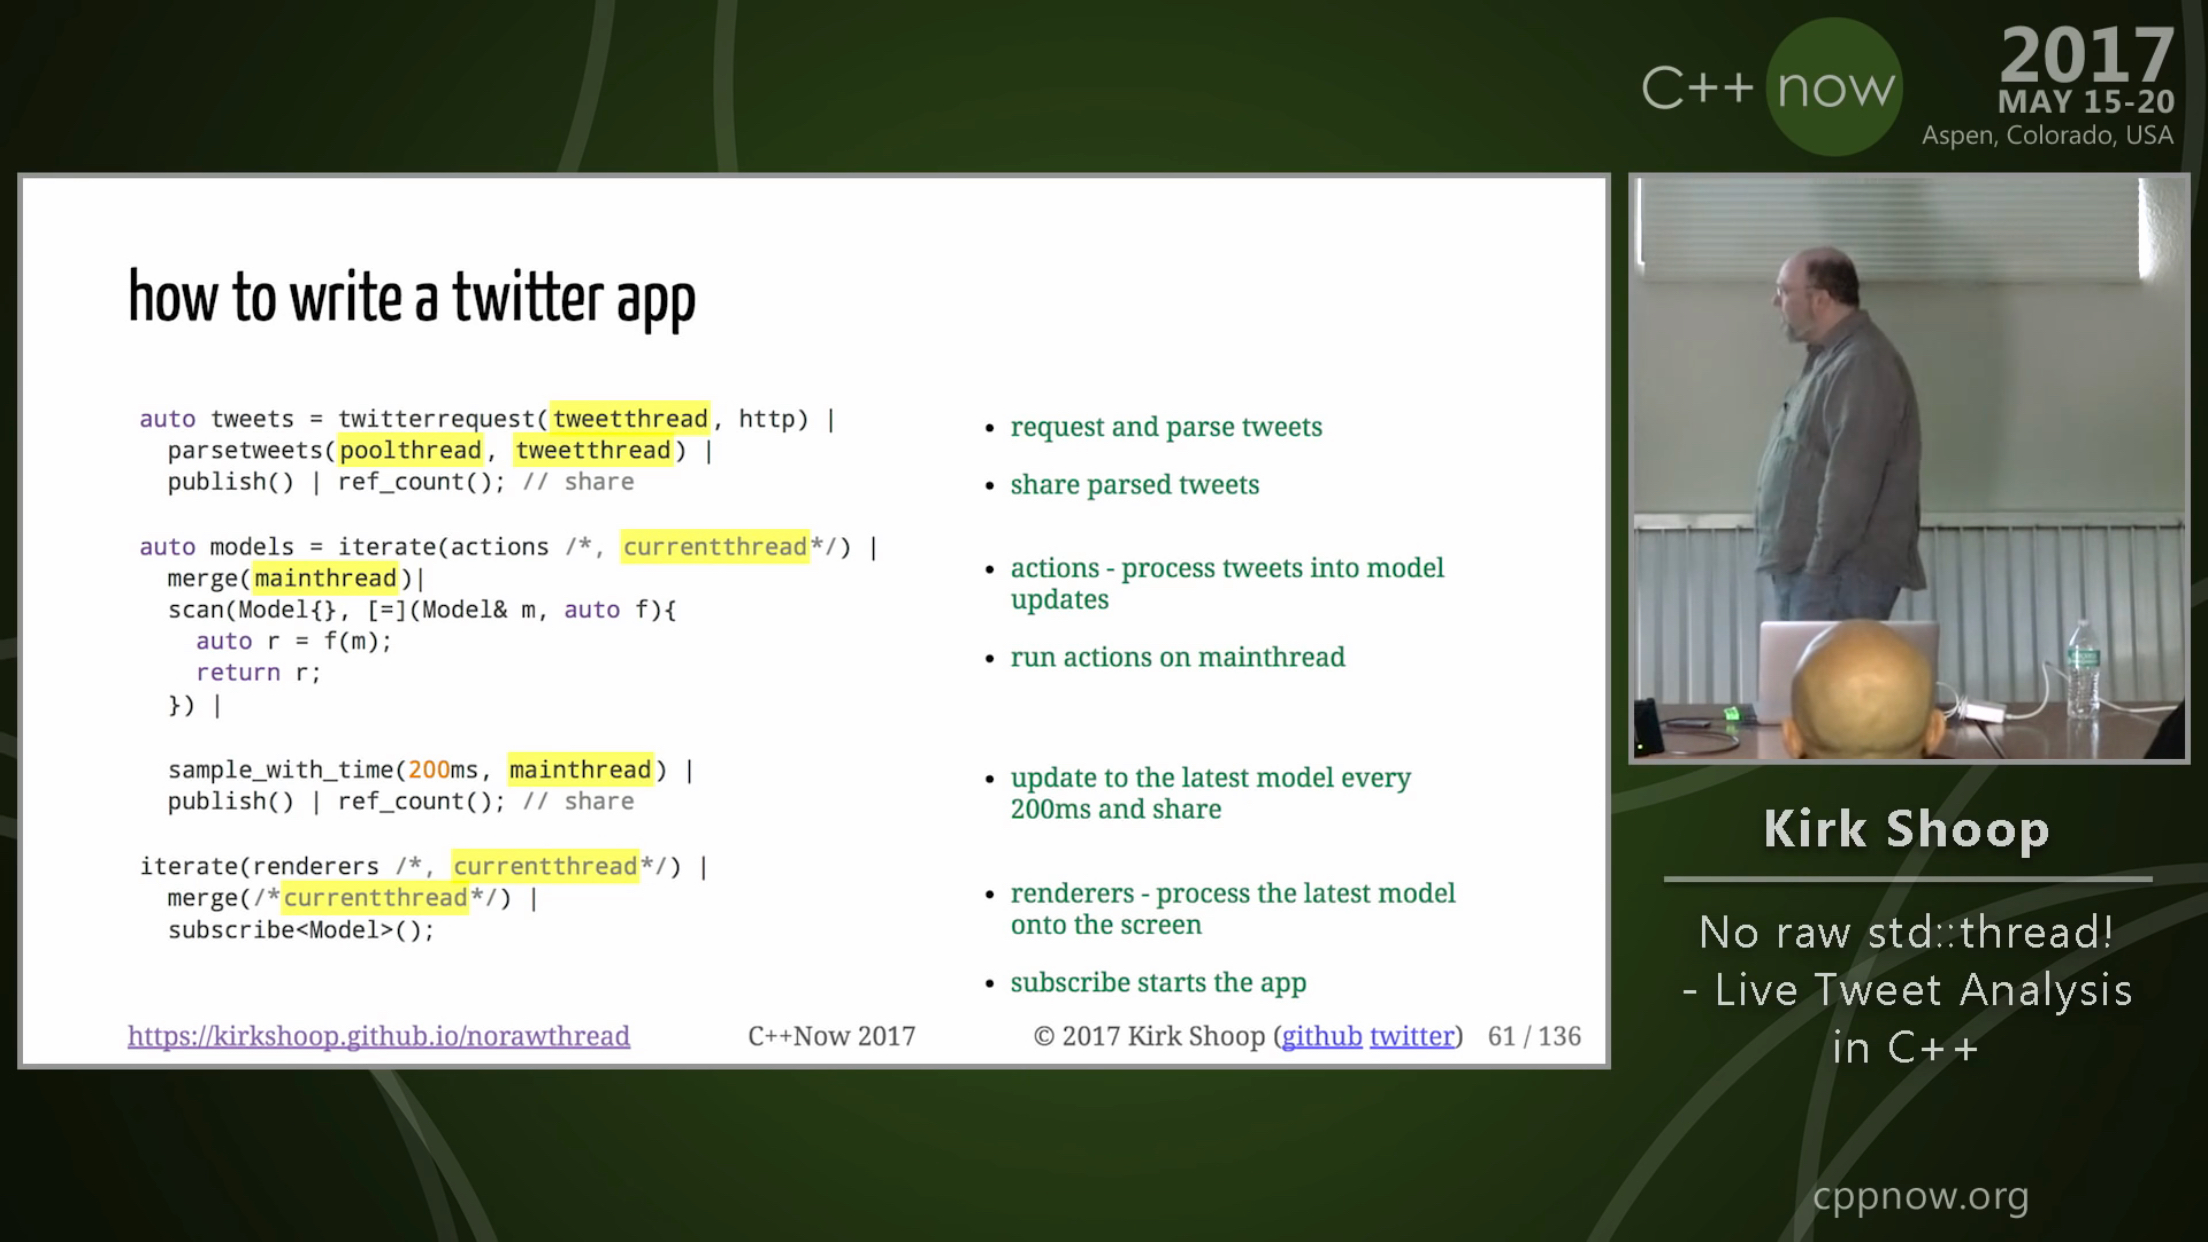 C++ now
2017
MAY 15-20
Aspen, Colorado, USA
how to write a twitter app
auto tweets = twitterrequest(tweetthread, http) |
parsetweets(poolthread, tweetthread) |
publish() | ref_count(); // share
auto models = iterate(actions /*, currentthread*/) |
merge(mainthread)|
scan(Model{}, [=](Model& m, auto f){
auto r = f(m);
return r;
}) |
sample_with_time(200ms, mainthread) |
publish() | ref_count(); // share
iterate(renderers /*, currentthread*/) |
merge(/*currentthread*/) |
subscribe<Model>();
• request and parse tweets
• share parsed tweets
• actions - process tweets into model
updates
• run actions on mainthread
• update to the latest model every
200ms and share
• renderers - process the latest model
onto the screen
• subscribe starts the app
https://kirkshoop.github.io/norawthread
C++Now 2017
© 2017 Kirk Shoop (github twitter)
61 / 136
Kirk Shoop
No raw std::thread!
- Live Tweet Analysis
in C++
cppnow.org